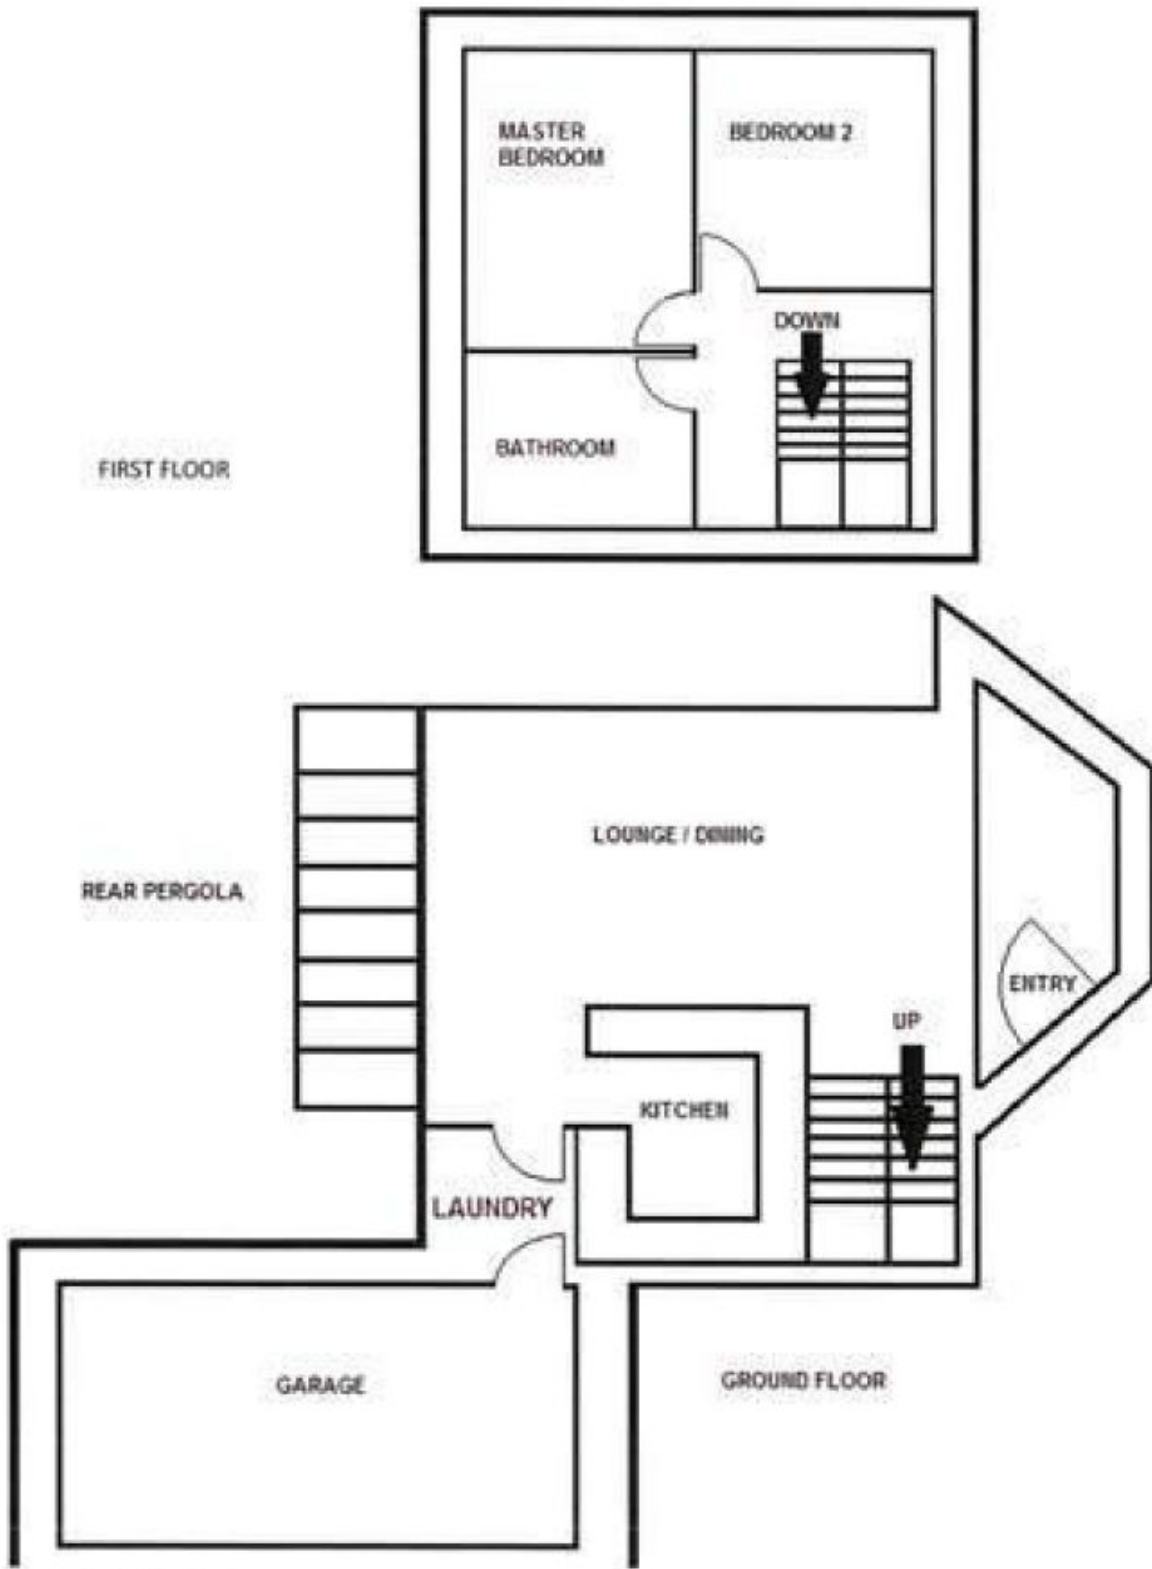 MASTER
BEDROOM
BEDROOM 2
DOWN
BATHROOM
FIRST FLOOR
LOUNGE / DINING
REAR PERGOLA
ENTRY
UP
KITCHEN
LAUNDRY
GARAGE
GROUND FLOOR